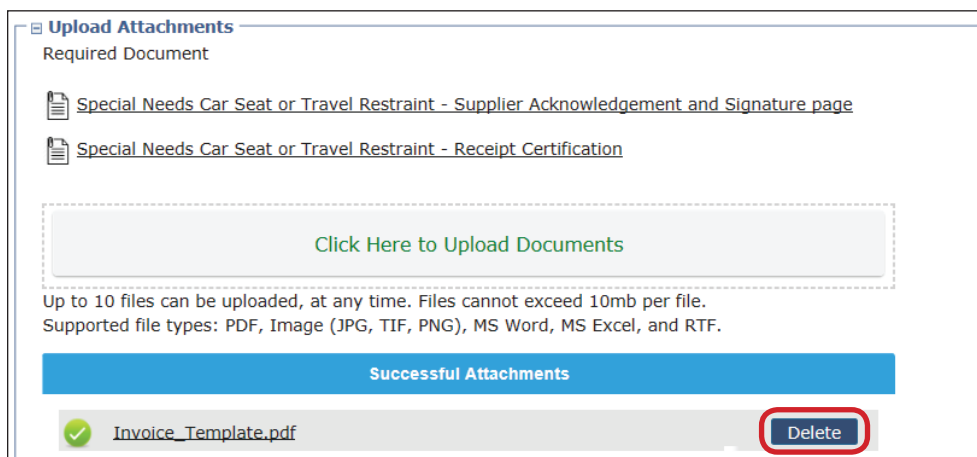 Upload Attachments
Required Document
Special Needs Car Seat or Travel Restraint - Supplier Acknowledgement and Signature page
Special Needs Car Seat or Travel Restraint - Receipt Certification
Click Here to Upload Documents
Up to 10 files can be uploaded, at any time. Files cannot exceed 10mb per file.
Supported file types: PDF, Image (JPG, TIF, PNG), MS Word, MS Excel, and RTF.
Successful Attachments
Invoice_Template.pdf Delete